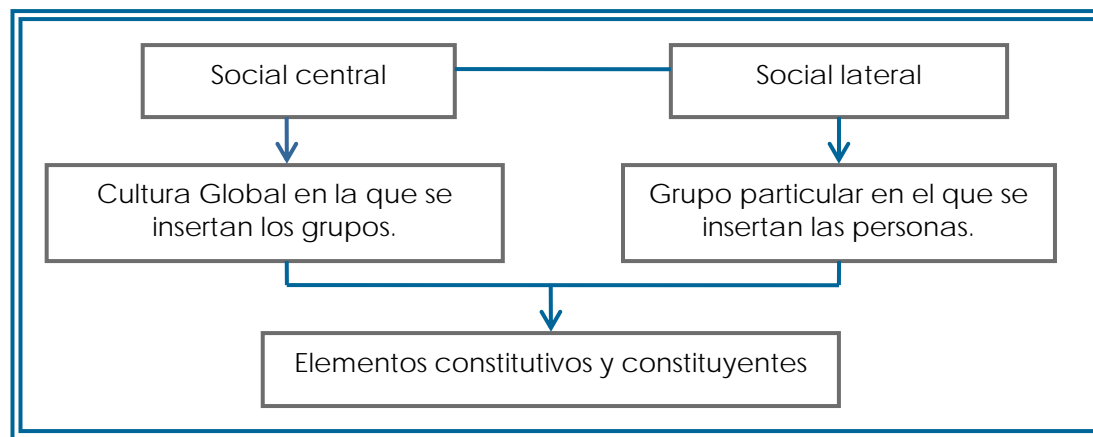 Social central
Social lateral
Cultura Global en la que se
insertan los grupos.
Grupo particular en el que se
insertan las personas.
Elementos constitutivos y constituyentes